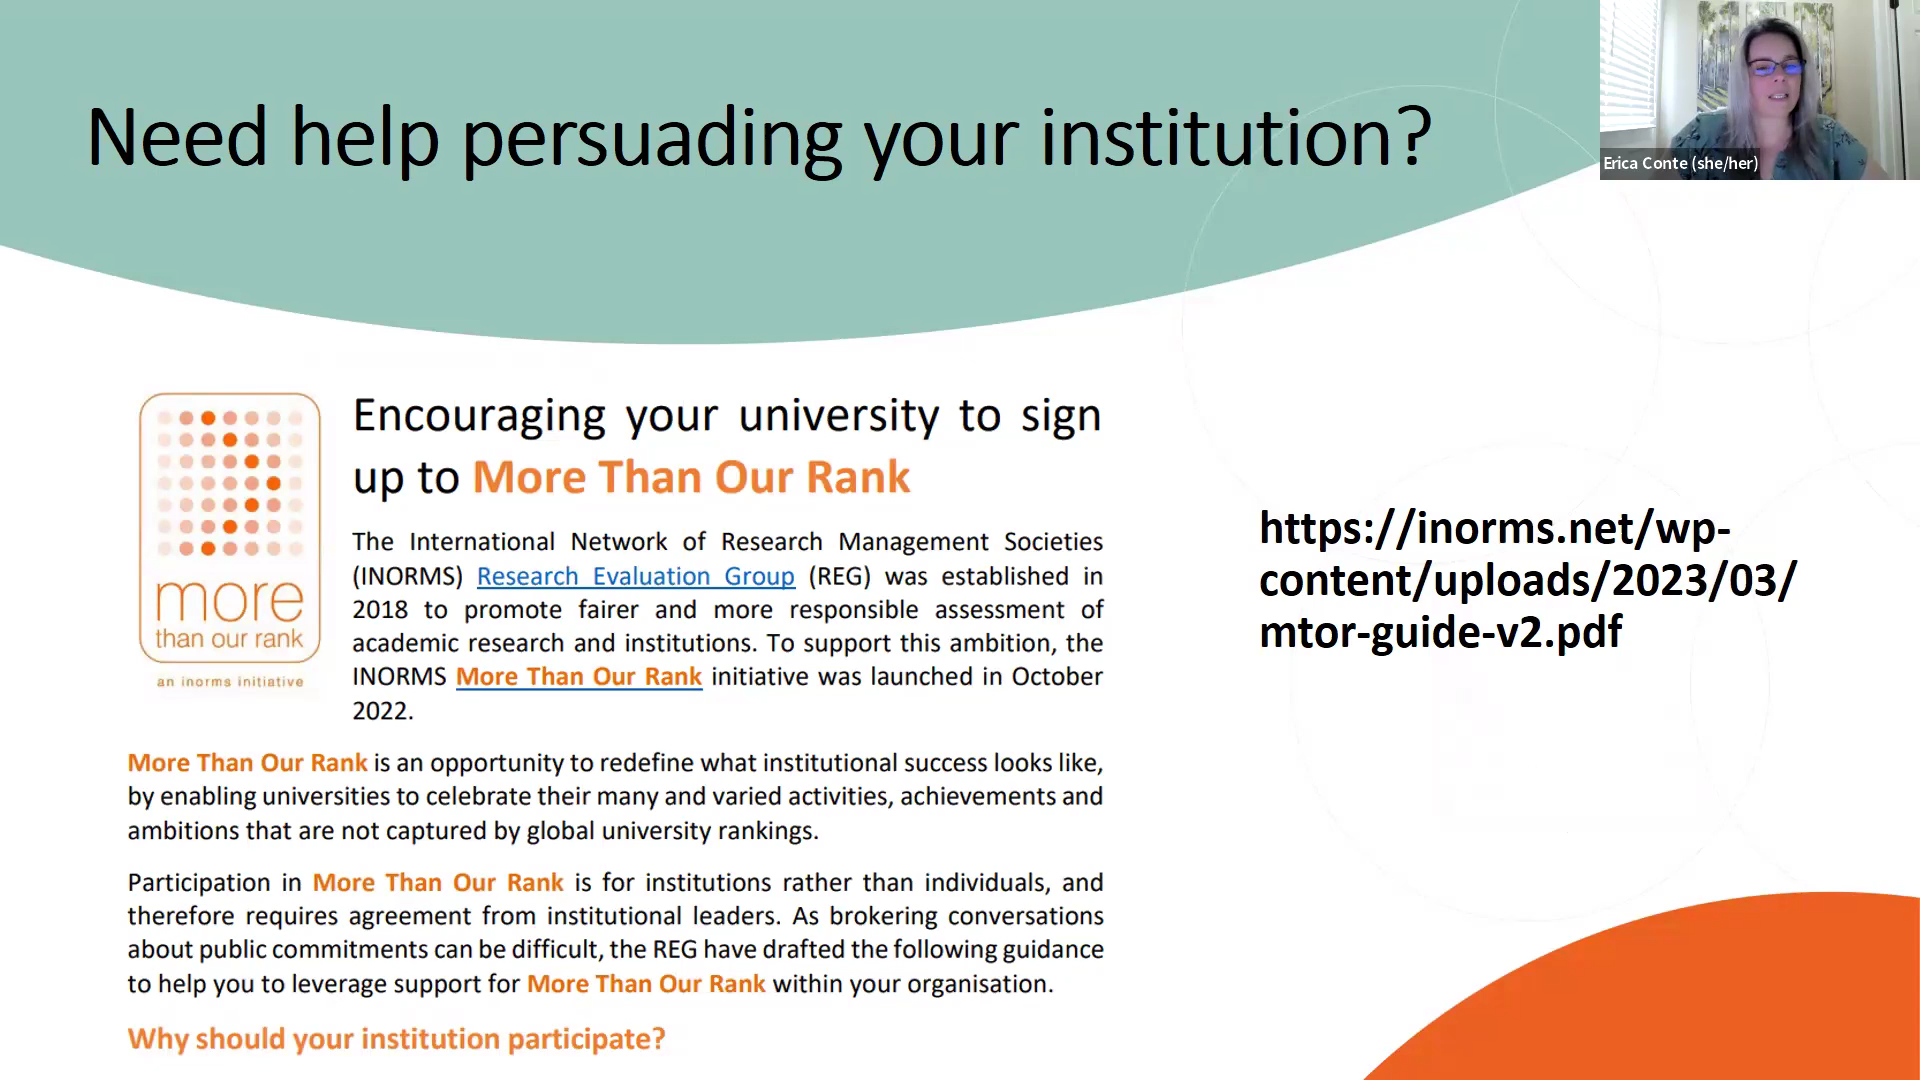 Need help persuading your institution?
Erica Conte (she/her)
more
than our rank
an inorms initiative
Encouraging your university to sign
up to More Than Our Rank
The International Network of Research Management Societies
(INORMS) Research Evaluation Group (REG) was established in
2018 to promote fairer and more responsible assessment of
academic research and institutions. To support this ambition, the
INORMS More Than Our Rank initiative was launched in October
2022.
More Than Our Rank is an opportunity to redefine what institutional success looks like,
by enabling universities to celebrate their many and varied activities, achievements and
ambitions that are not captured by global university rankings.
Participation in More Than Our Rank is for institutions rather than individuals, and
therefore requires agreement from institutional leaders. As brokering conversations
about public commitments can be difficult, the REG have drafted the following guidance
to help you to leverage support for More Than Our Rank within your organisation.
Why should your institution participate?
https://inorms.net/wp-
content/uploads/2023/03/
mtor-guide-v2.pdf